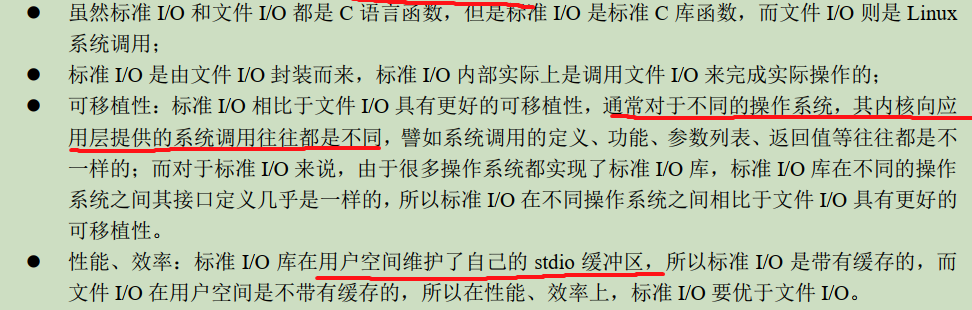 ● 虽然标准 I/O 和文件 I/O 都是 C 语言函数，但是标准 I/O 是标准 C 库函数，而文件 I/O 则是 Linux
系统调用；
● 标准 I/O 是由文件 I/O 封装而来，标准 I/O 内部实际上是调用文件 I/O 来完成实际操作的；
● 可移植性：标准 I/O 相比于文件 I/O 具有更好的可移植性，通常对于不同的操作系统，其内核向应
用层提供的系统调用往往都是不同，譬如系统调用的定义、功能、参数列表、返回值等往往都是不
一样的；而对于标准 I/O 来说，由于很多操作系统都实现了标准 I/O 库，标准 I/O 库在不同的操作
系统之间其接口定义几乎是一样的，所以标准 I/O 在不同操作系统之间相比于文件 I/O 具有更好的
可移植性。
● 性能、效率：标准 I/O 库在用户空间维护了自己的 stdio 缓冲区，所以标准 I/O 是带有缓存的，而
文件 I/O 在用户空间是不带有缓存的，所以在性能、效率上，标准 I/O 要优于文件 I/O。